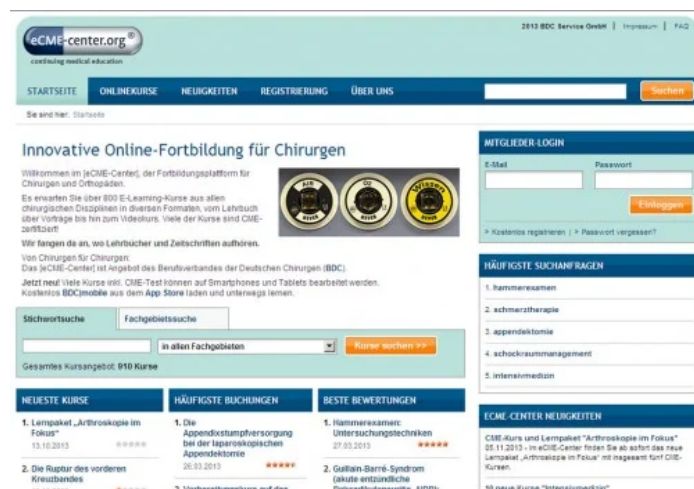 eCME-center.org®
continuing medical education
2013 BDC Service GmbH | Impressum | FAQ
STARTSEITE ONLINEKURSE NEUIGKEITEN REGISTRIERUNG ÜBER UNS
Suchen
Sie sind hier: Startseite
Innovative Online-Fortbildung für Chirurgen
Willkommen im [eCME-Center], der Fortbildungsplattform für
Chirurgen und Orthopäden.
Es erwarten Sie über 800 E-Learning-Kurse aus allen
chirurgischen Disziplinen in diversen Formaten, vom Lehrbuch
über Vorträge bis hin zum Videokurs. Viele der Kurse sind CME-
zertifiziert!
Wir fangen da an, wo Lehrbücher und Zeitschriften aufhören.
Von Chirurgen für Chirurgen:
Das [eCME-Center] ist Angebot des Berufsverbandes der Deutschen Chirurgen (BDC).
Jetzt neu! Viele Kurse inkl. CME-Test können auf Smartphones und Tablets bearbeitet werden.
Kostenlos BDC|mobile aus dem App Store laden und unterwegs lernen.
AIR
O2
Wissen
Stichwortsuche
Fachgebietssuche
in allen Fachgebieten
Kurse suchen >>
Gesamtes Kursangebot: 910 Kurse
NEUESTE KURSE
1. Lernpaket „Arthroskopie im
Fokus“
13.10.2013
2. Die Ruptur des vorderen
Kreuzbandes
HÄUFIGSTE BUCHUNGEN
1. Die
Appendixstumpfversorgung
bei der laparoskopischen
Appendektomie
26.03.2013
2. Vorbereitungskurs auf den
BESTE BEWERTUNGEN
1. Hammerexamen:
Untersuchungstechniken
27.03.2013
2. Guillain-Barré-Syndrom
(akute entzündliche
MITGLIEDER-LOGIN
E-Mail
Passwort
Einloggen
> Kostenlos registrieren | > Passwort vergessen?
HÄUFIGSTE SUCHANFRAGEN
1. hammerexamen
2. schmerztherapie
3. appendektomie
4. schockraummanagement
5. intensivmedizin
ECME-CENTER NEUIGKEITEN
CME-Kurs und Lernpaket "Arthroskopie im Fokus"
05.11.2013 - Im eCME-Center finden Sie ab sofort das neue
Lernpaket „Arthroskopie im Fokus“ mit insgesamt fünf CME-
Kursen.
neue Kurse "Intensivmedizin"